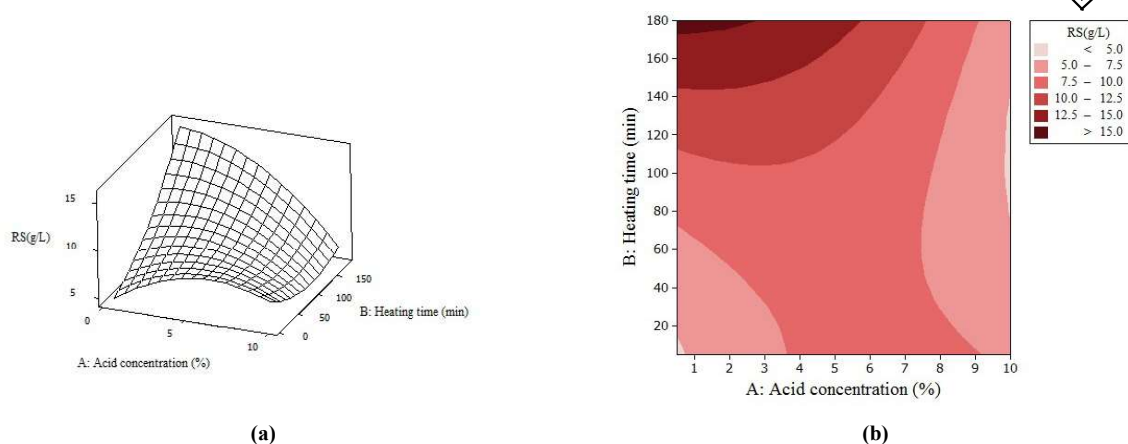 15
10
5
RS(g/L)
0
5
10
A: Acid concentration (%)
0
50
100
150
B: Heating time (min)
(a)
180
160
140
120
100
80
60
40
20
B: Heating time (min)
1 2 3 4 5 6 7 8 9 10
A: Acid concentration (%)
RS(g/L)
< 5.0
5.0 – 7.5
7.5 – 10.0
10.0 – 12.5
12.5 – 15.0
> 15.0
(b)